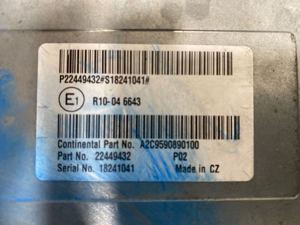 P22449432#S18241041#
E1 R10-04 6643
Continental Part No. A2C9590890100
Part No. 22449432 P02
Serial No. 18241041 Made in CZ